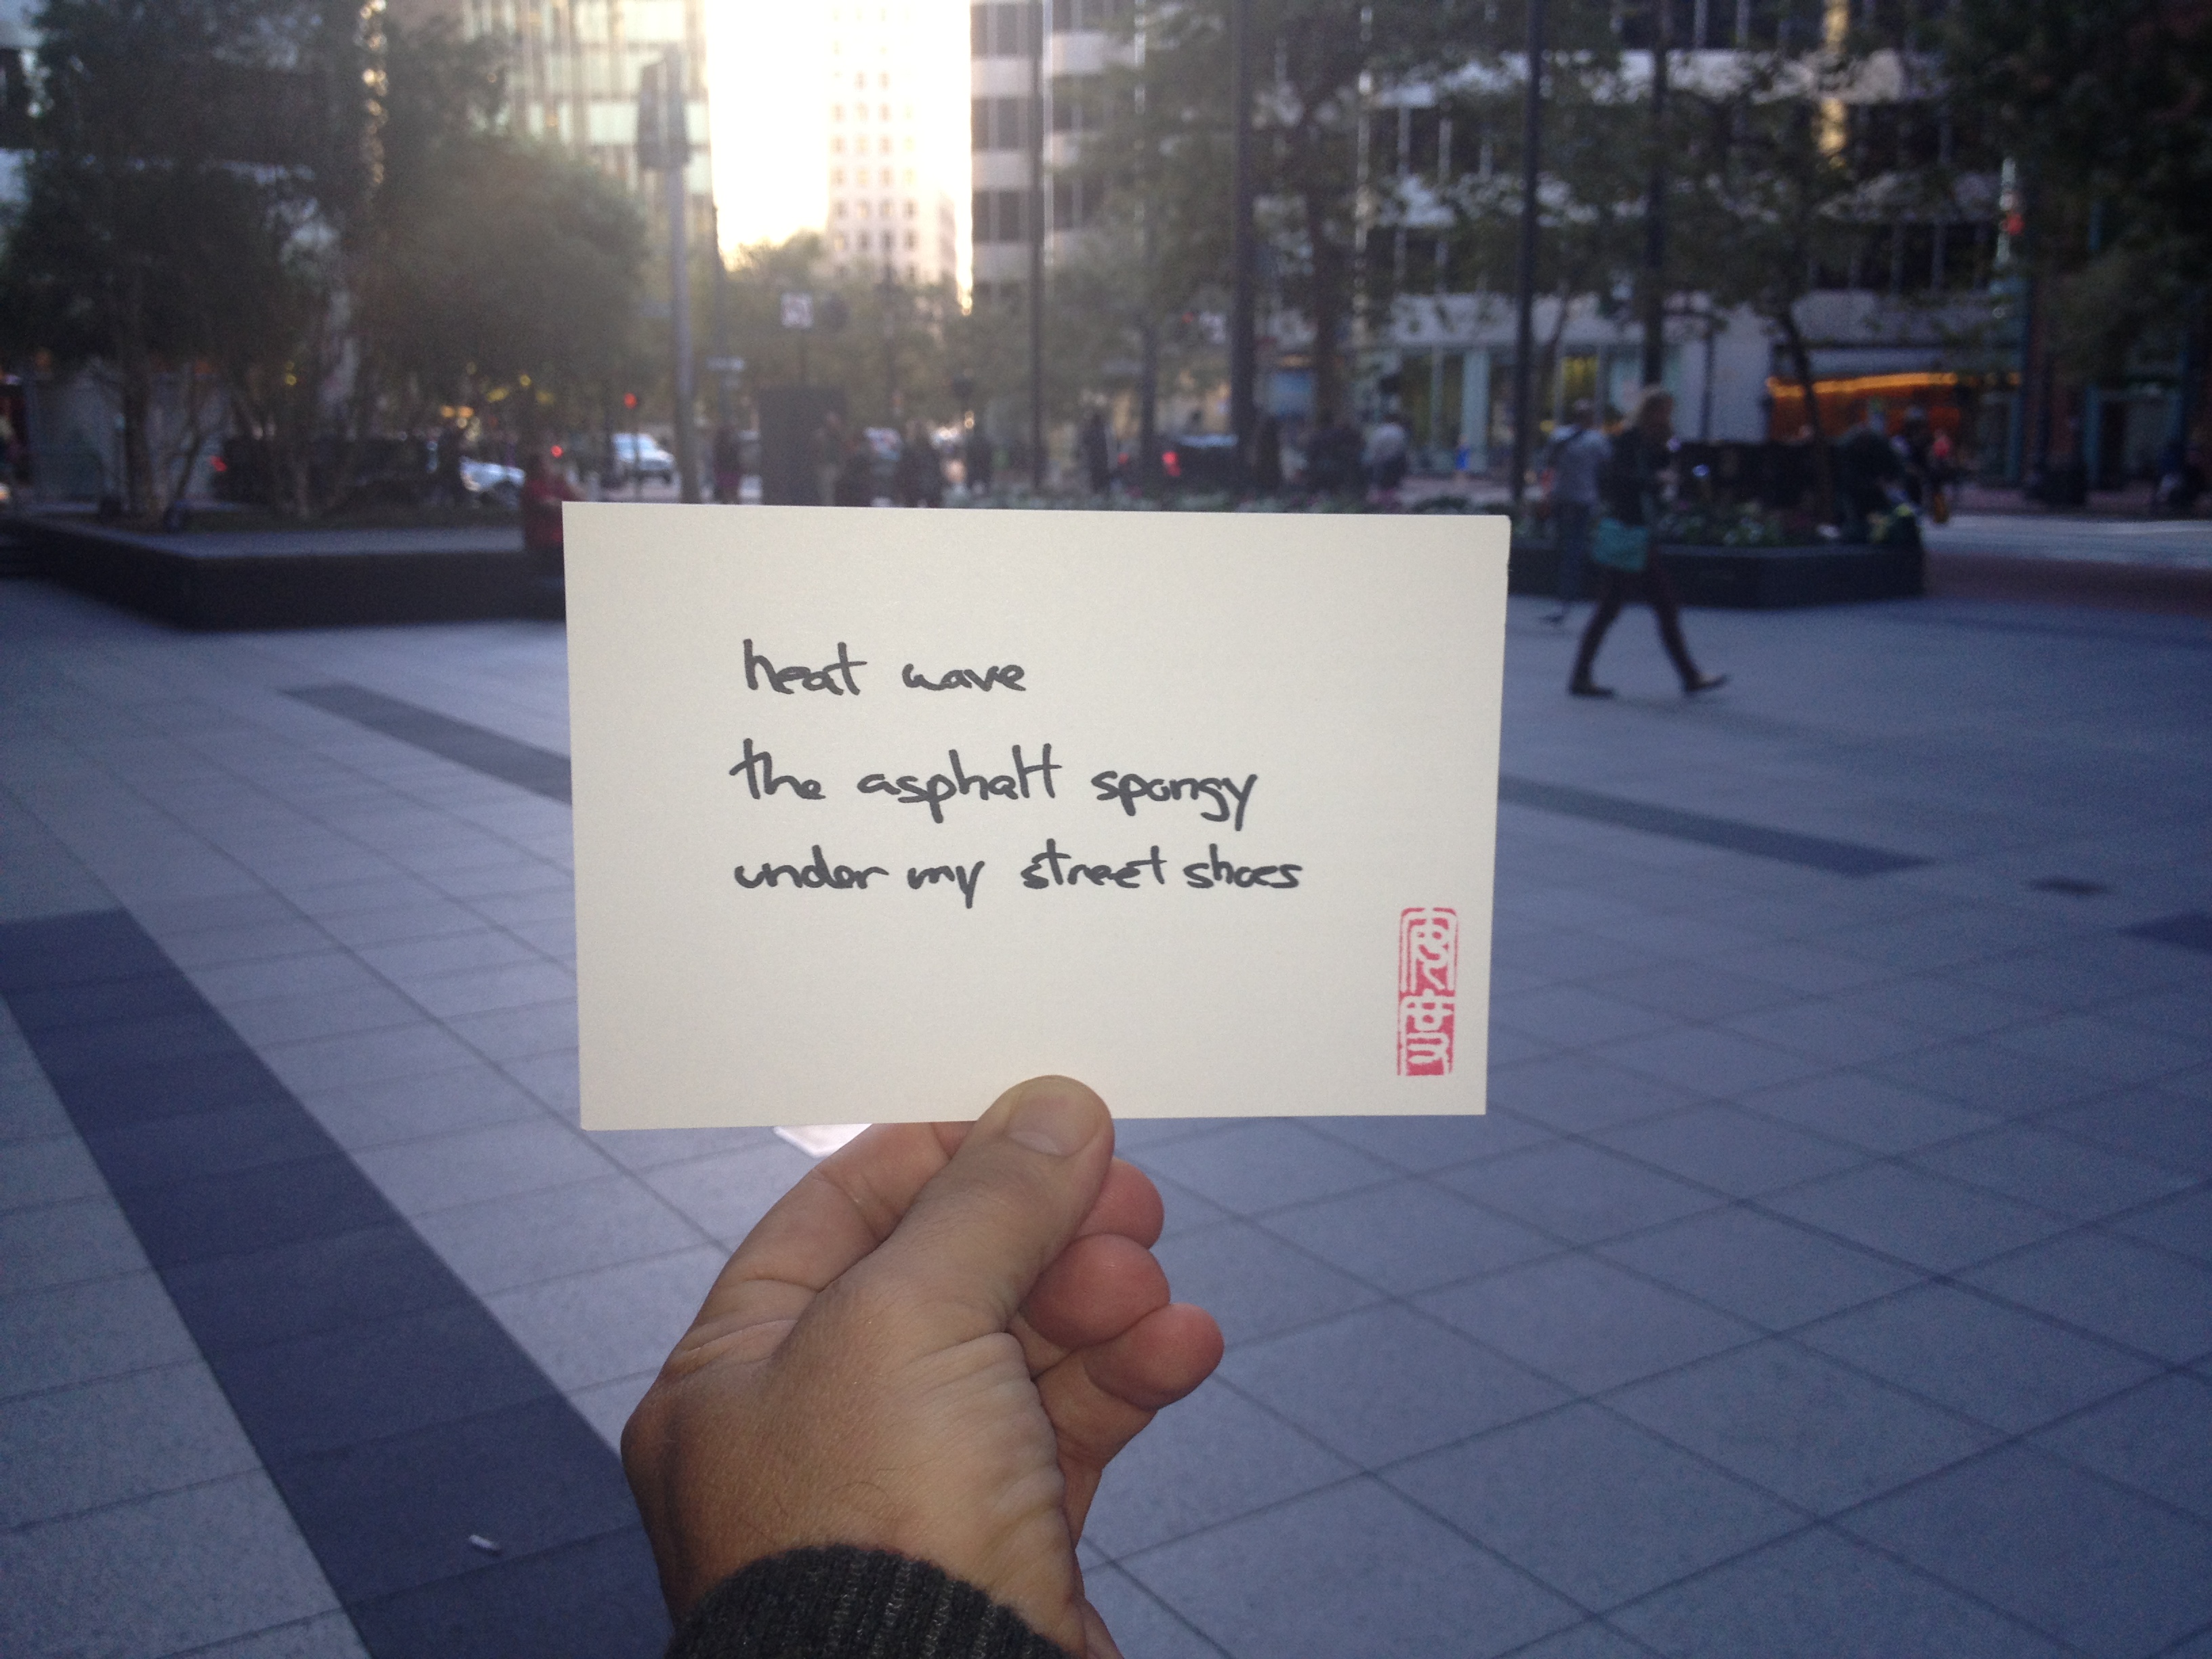 heat wave
the asphalt spongy
under my street shoes